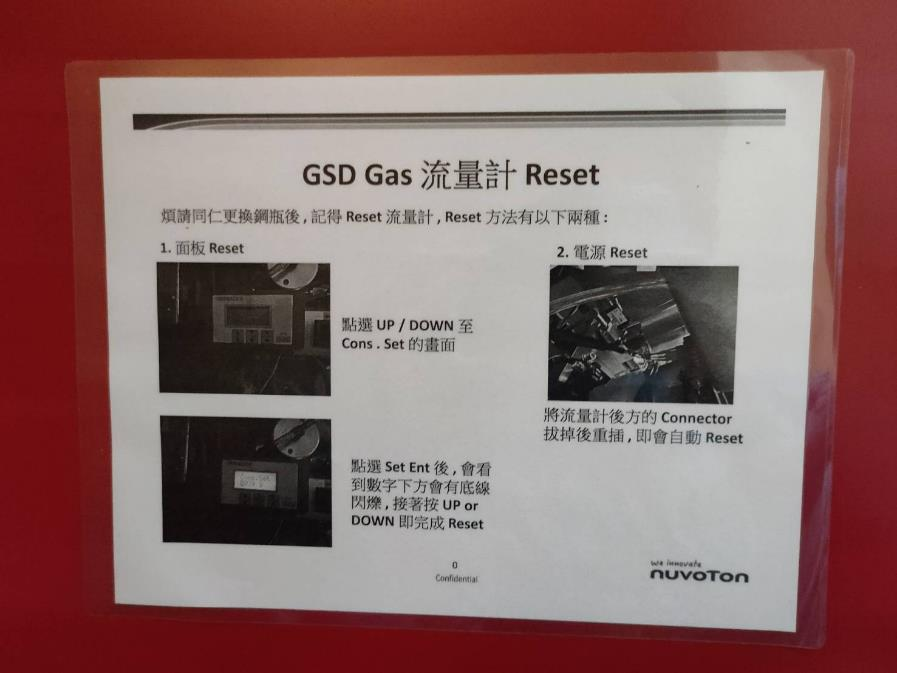 GSD Gas 流量計 Reset
煩請同仁更換鋼瓶後 , 記得 Reset 流量計 , Reset 方法有以下兩種 :
1. 面板 Reset
點選 UP / DOWN 至
Cons . Set 的畫面
點選 Set Ent 後 , 會看
到數字下方會有底線
閃爍 , 接著按 UP or
DOWN 即完成 Reset
2. 電源 Reset
將流量計後方的 Connector
拔掉後重插 , 即會自動 Reset
0
Confidential
we innovate
nuvoTon